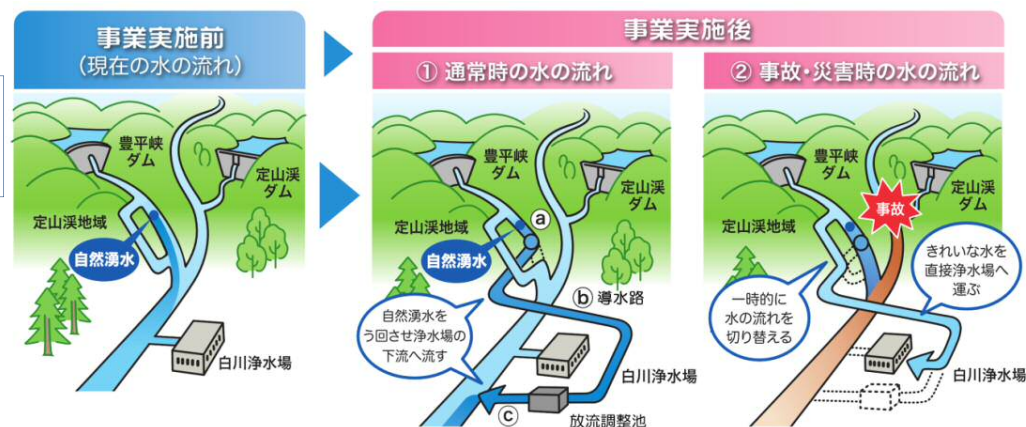 事業実施前
（現在の水の流れ）
豊平峡
ダム
定山渓
ダム
定山渓地域
自然湧水
白川浄水場
事業実施後
① 通常時の水の流れ
豊平峡
ダム
定山渓
ダム
定山渓地域
ⓐ
自然湧水
ⓑ 導水路
自然湧水を
う回させ浄水場の
下流へ流す
白川浄水場
ⓒ
放流調整池
② 事故・災害時の水の流れ
豊平峡
ダム
定山渓
ダム
定山渓地域
事故
きれいな水を
直接浄水場へ
運ぶ
一時的に
水の流れを
切り替える
白川浄水場